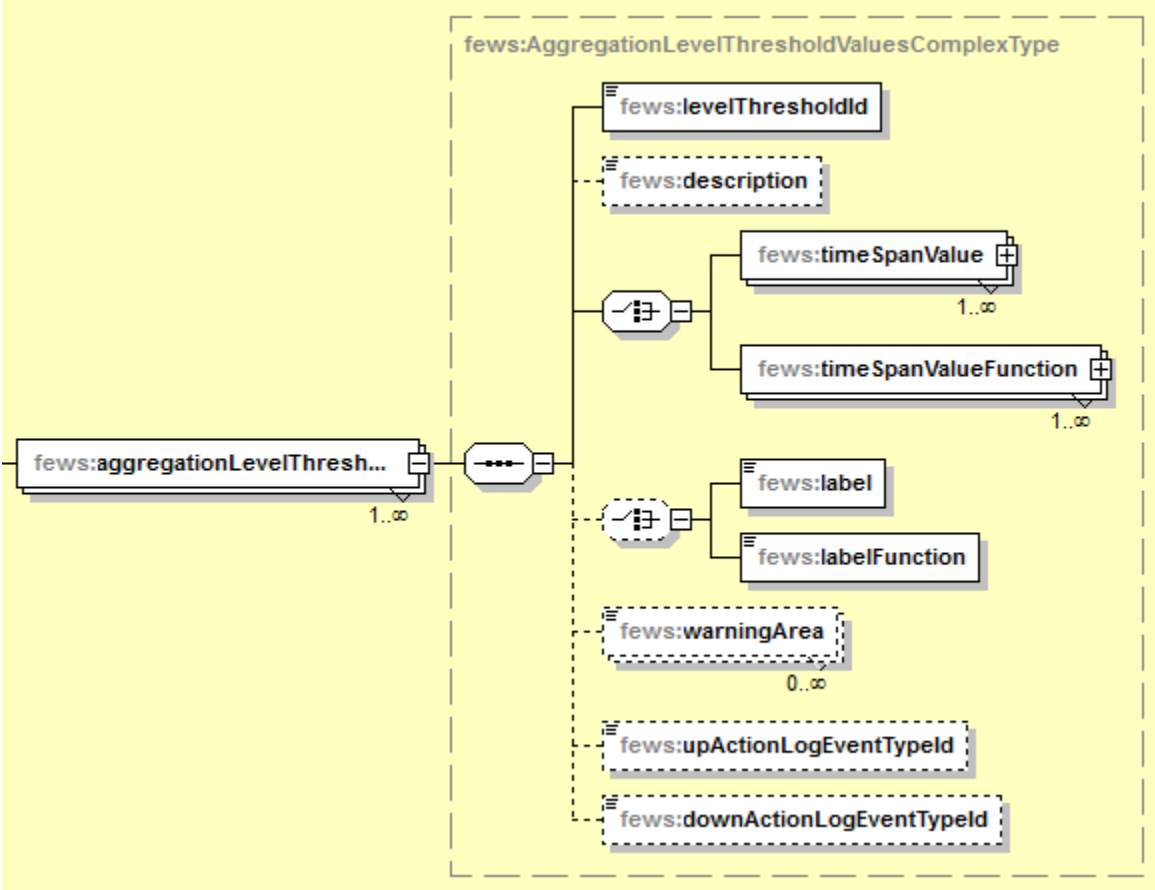 fews:AggregationLevelThresholdValuesComplexType
fews:levelThresholdId
fews:description
fews:timeSpanValue
1..∞
fews:timeSpanValueFunction
1..∞
fews:aggregationLevelThresh...
1..∞
fews:label
fews:labelFunction
fews:warningArea
0..∞
fews:upActionLogEventTypeId
fews:downActionLogEventTypeId